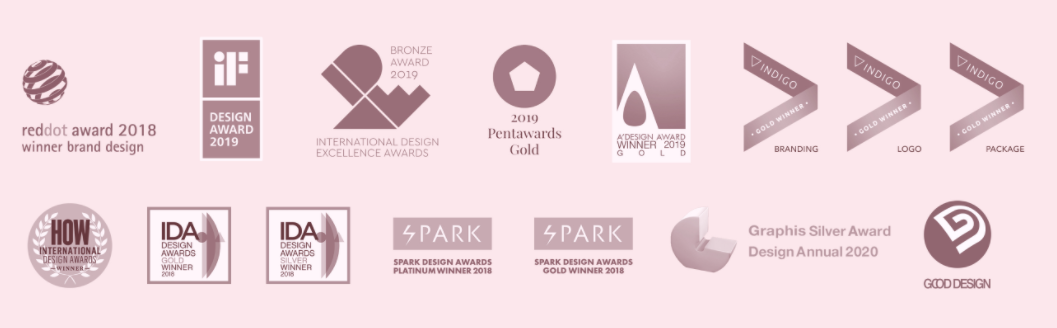 reddot award 2018
winner brand design
iF
DESIGN
AWARD
2019
BRONZE
AWARD
2019
INTERNATIONAL DESIGN
EXCELLENCE AWARDS
2019
Pentawards
Gold
A'DESIGN AWARD
WINNER 2019
GOLD
INDIGO
• GOLD WINNER •
BRANDING
INDIGO
• GOLD WINNER •
LOGO
INDIGO
• GOLD WINNER •
PACKAGE
HOW
INTERNATIONAL
DESIGN AWARDS
WINNER
IDA
DESIGN
AWARDS
GOLD
WINNER
2018
IDA
DESIGN
AWARDS
SILVER
WINNER
2018
SPARK
SPARK DESIGN AWARDS
PLATINUM WINNER 2018
SPARK
SPARK DESIGN AWARDS
GOLD WINNER 2018
Graphis Silver Award
Design Annual 2020
GOOD DESIGN